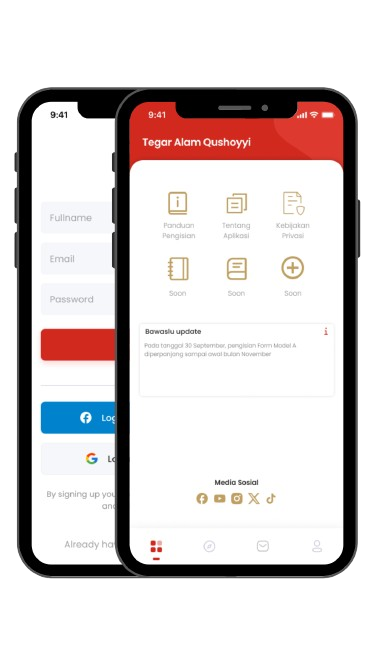 9:41
Fullname
Email
Password
Log
Lo
By signing up you
an
Already hav
9:41
Tegar Alam Qushoyyi
Panduan
Pengisian
Tentang
Aplikasi
Kebijakan
Privasi
Soon
Soon
Soon
Bawaslu update
Pada tanggal 30 September, pengisian Form Model A
diperpanjang sampai awal bulan November
Media Sosial